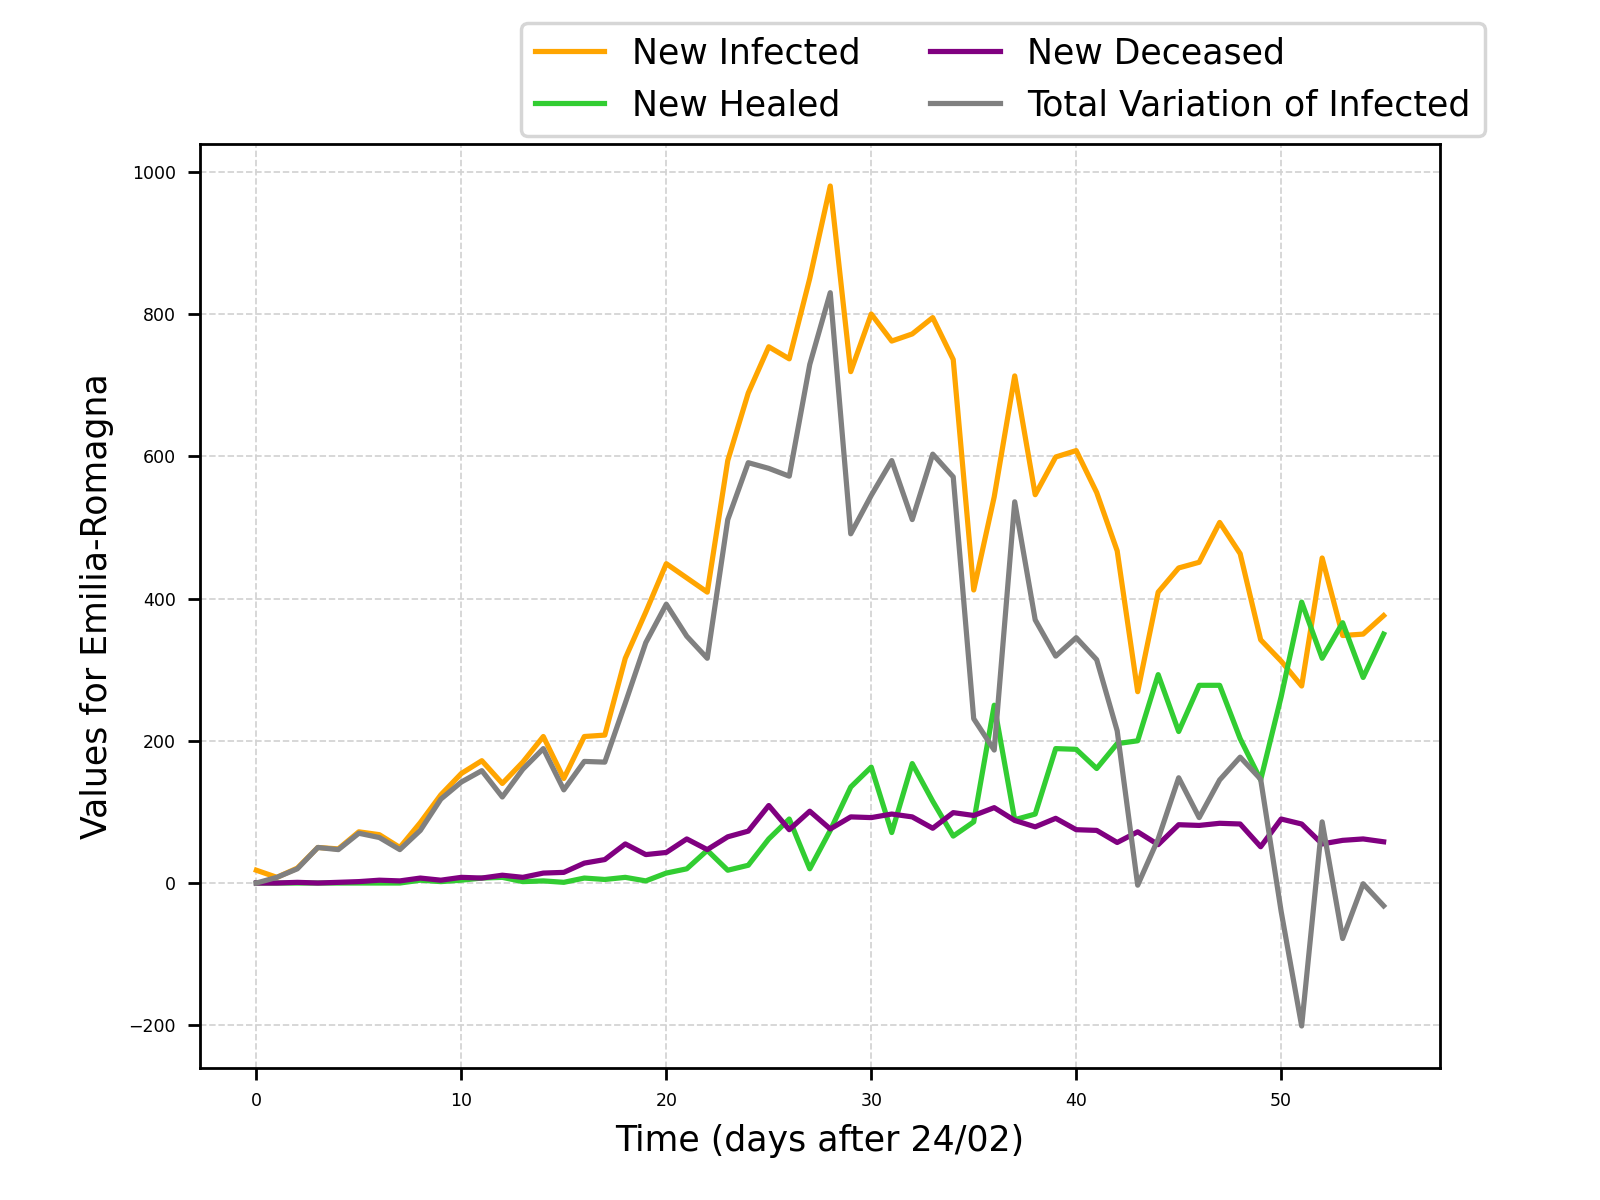 New Infected
New Healed
New Deceased
Total Variation of Infected
1000
800
600
400
200
0
−200
Values for Emilia-Romagna
0 10 20 30 40 50
Time (days after 24/02)